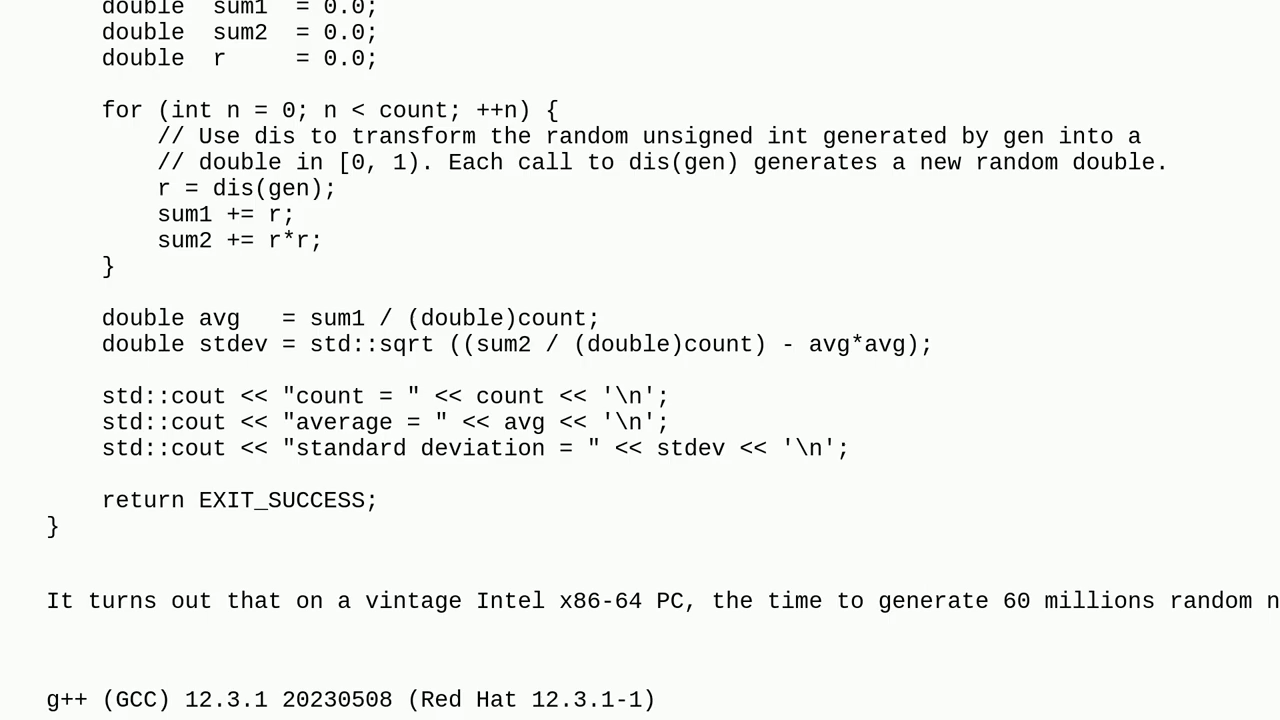 double  sum1  = 0.0;
double  sum2  = 0.0;
double  r     = 0.0;
for (int n = 0; n < count; ++n) {
// Use dis to transform the random unsigned int generated by gen into a
// double in [0, 1). Each call to dis(gen) generates a new random double.
r = dis(gen);
sum1 += r;
sum2 += r*r;
}
double avg   = sum1 / (double)count;
double stdev = std::sqrt ((sum2 / (double)count) - avg*avg);
std::cout << "count = " << count << '\n';
std::cout << "average = " << avg << '\n';
std::cout << "standard deviation = " << stdev << '\n';
return EXIT_SUCCESS;
}
It turns out that on a vintage Intel x86-64 PC, the time to generate 60 millions random
g++ (GCC) 12.3.1 20230508 (Red Hat 12.3.1-1)